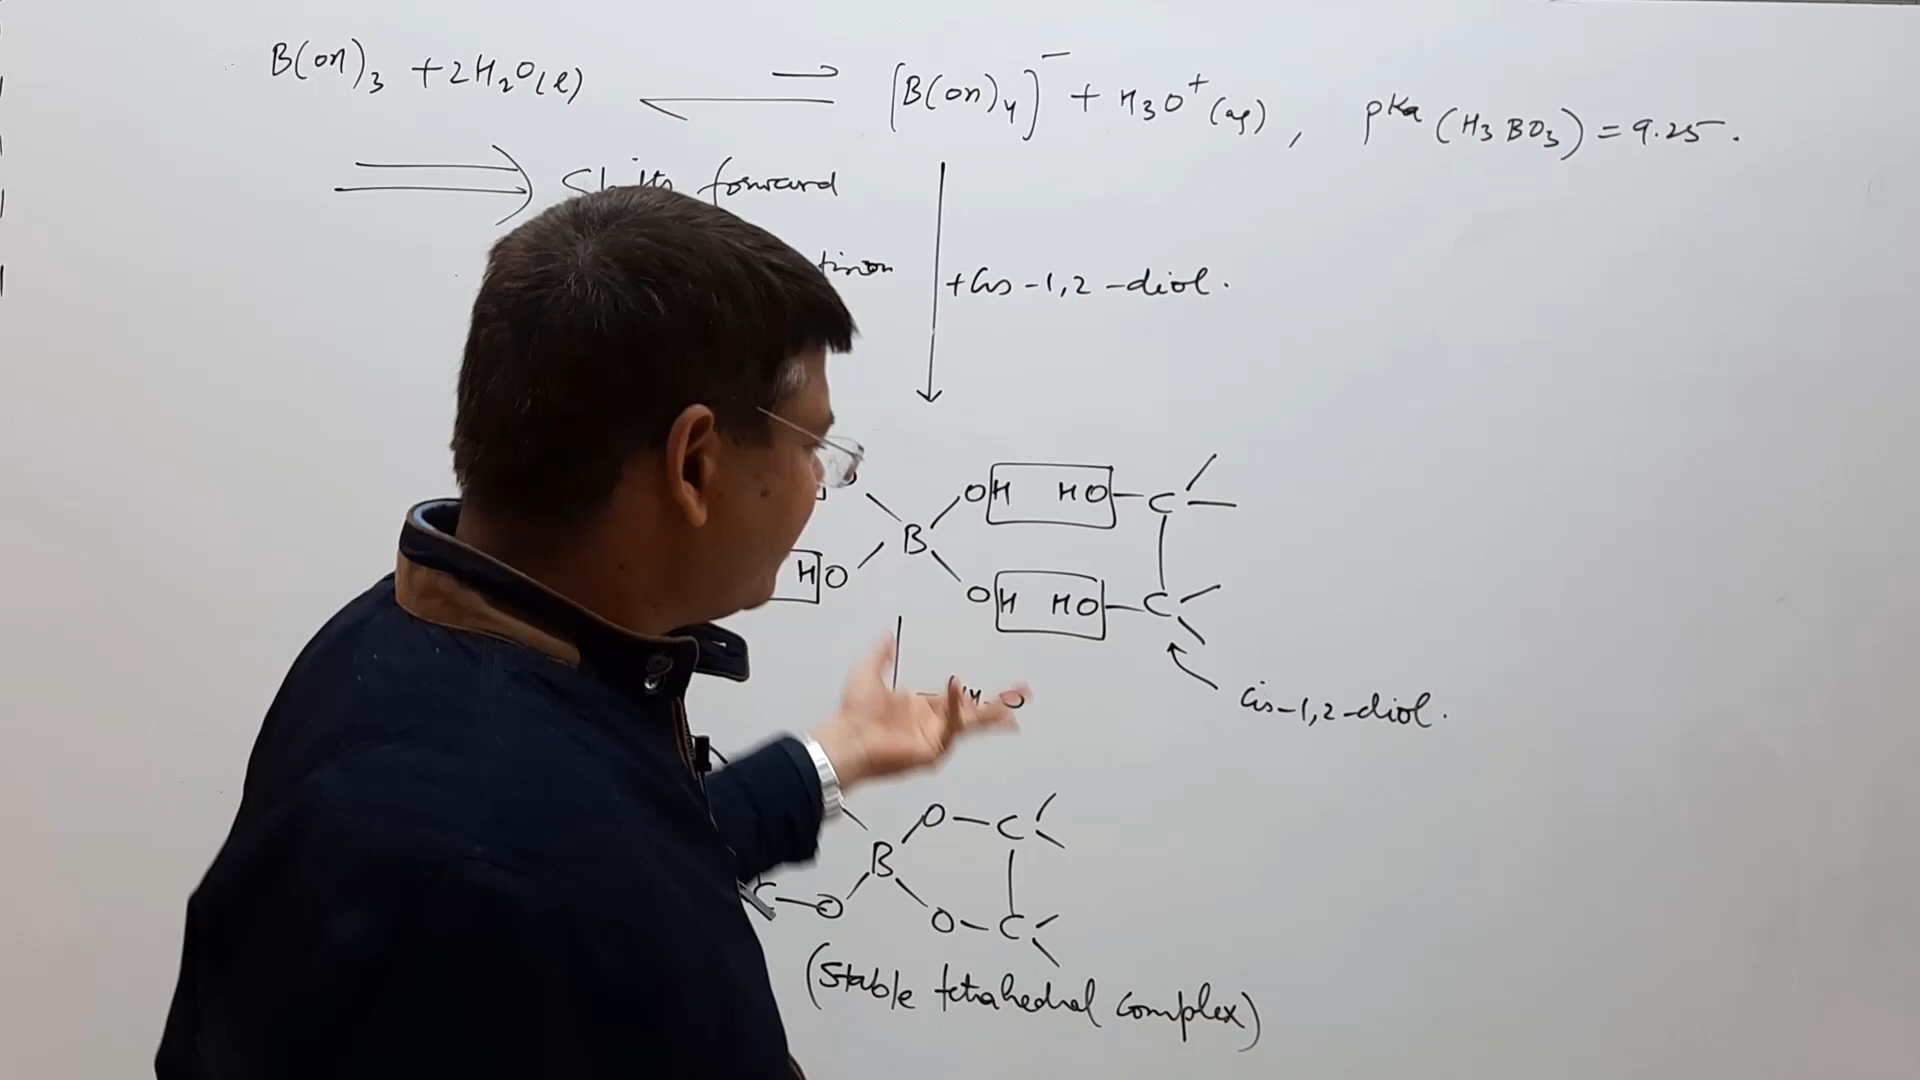 B(OH)3 + 2H2O(l) ⇌ [B(OH)4]⁻ + H3O⁺(aq), pKa (H3BO3) = 9.25.
⇒ Shifts forward
+Cis-1,2-diol.
OH HO-C
B
HO OH HO-C
cis-1,2-diol.
O-C
B
C-O O-C
(Stable tetrahedral complex)